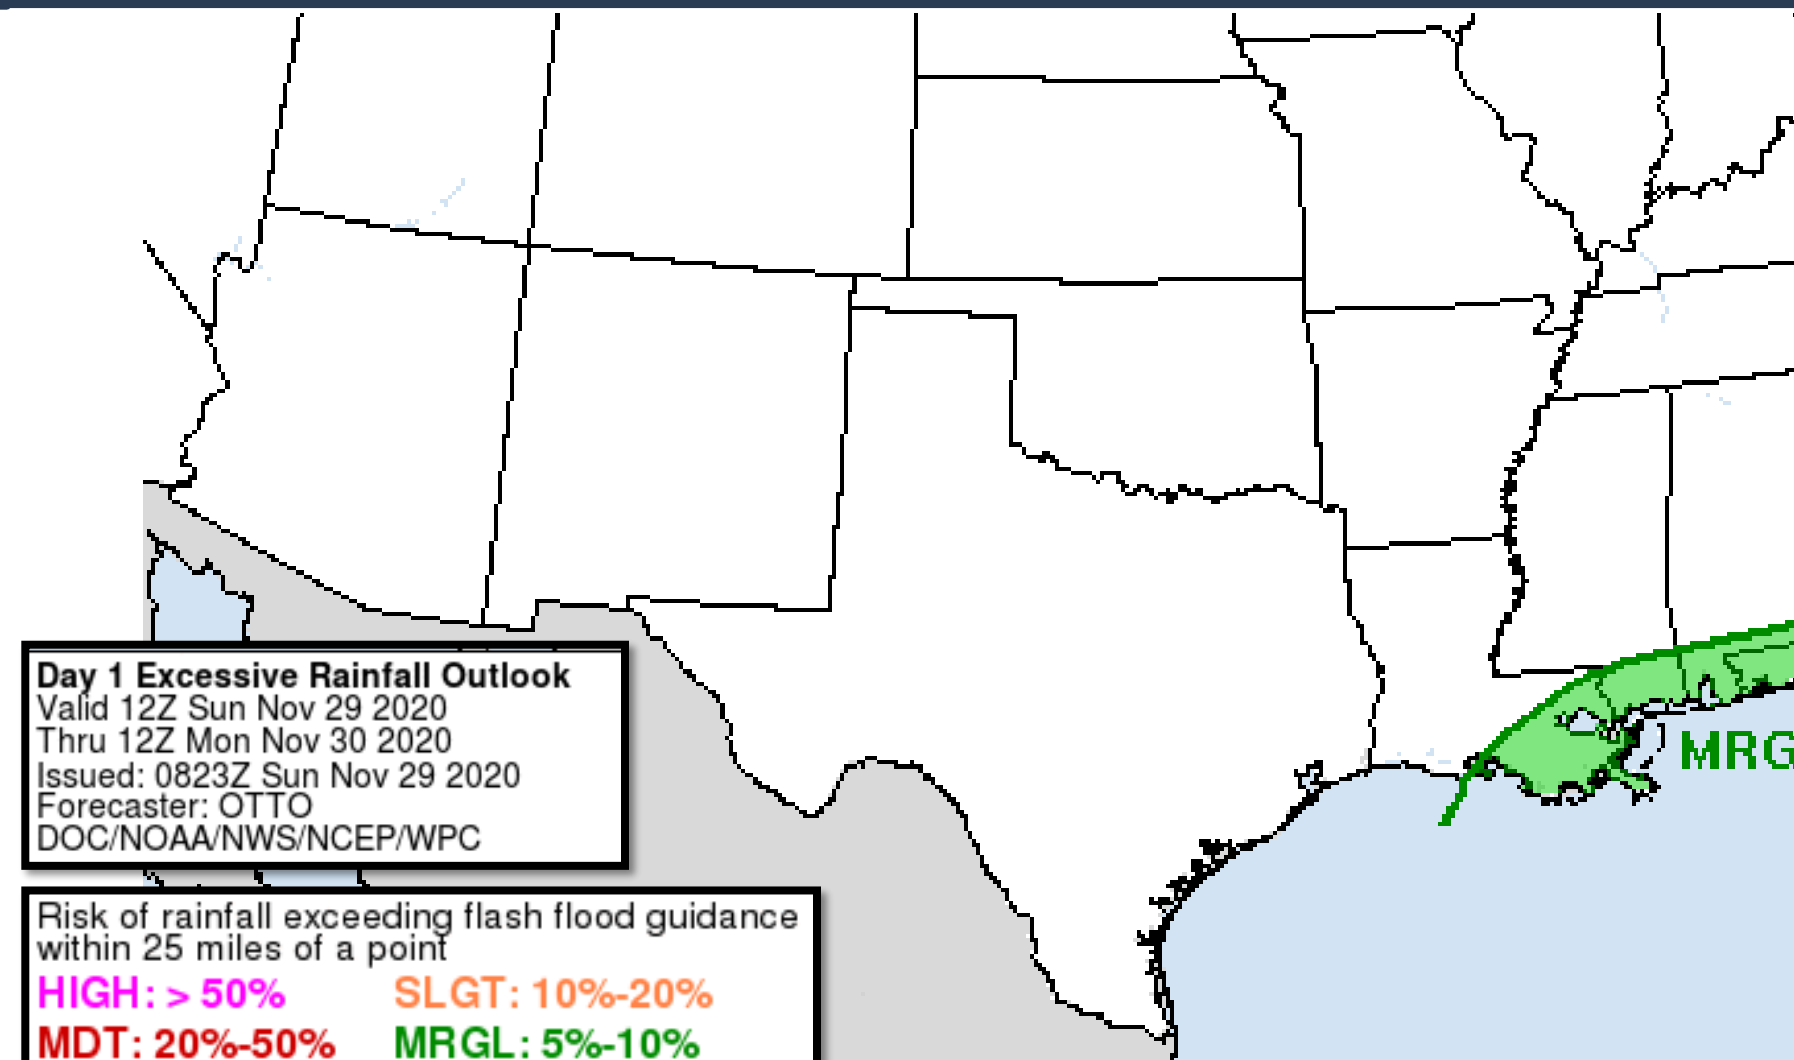 MRG
Day 1 Excessive Rainfall Outlook
Valid 12Z Sun Nov 29 2020
Thru 12Z Mon Nov 30 2020
Issued: 0823Z Sun Nov 29 2020
Forecaster: OTTO
DOC/NOAA/NWS/NCEP/WPC
Risk of rainfall exceeding flash flood guidance
within 25 miles of a point
HIGH: > 50% SLGT: 10%-20%
MDT: 20%-50% MRGL: 5%-10%